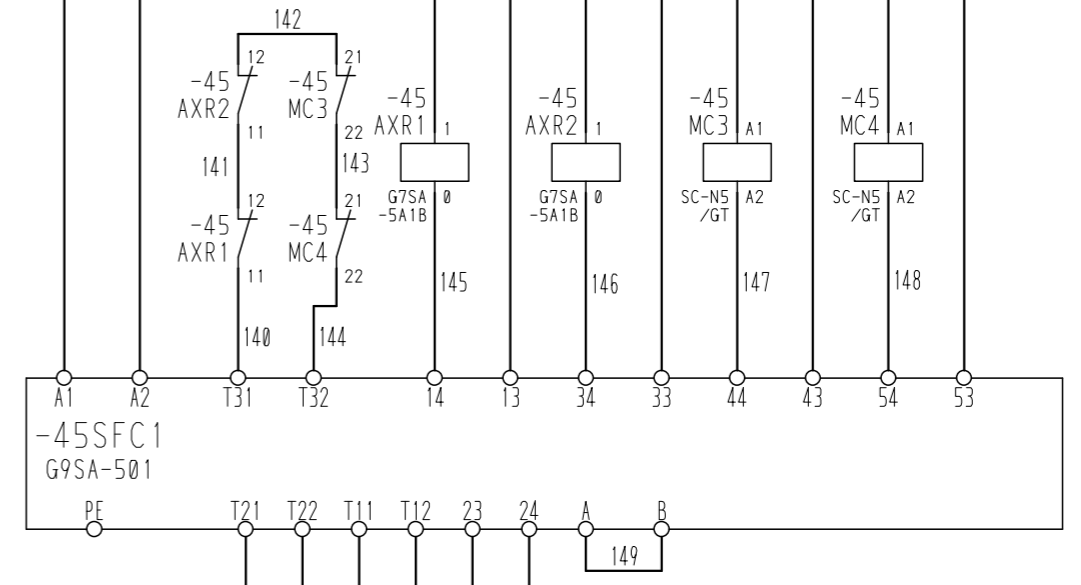 142
12
21
-45
AXR2
-45
MC3
11
22
141
143
12
21
-45
AXR1
-45
MC4
11
22
140
144
-45
AXR1
1
G7SA
-5A1B
0
145
-45
AXR2
1
G7SA
-5A1B
0
146
-45
MC3
A1
SC-N5
/GT
A2
147
-45
MC4
A1
SC-N5
/GT
A2
148
A1 A2 T31 T32 14 13 34 33 44 43 54 53
-45SFC1
G9SA-501
PE T21 T22 T11 T12 23 24 A B
149